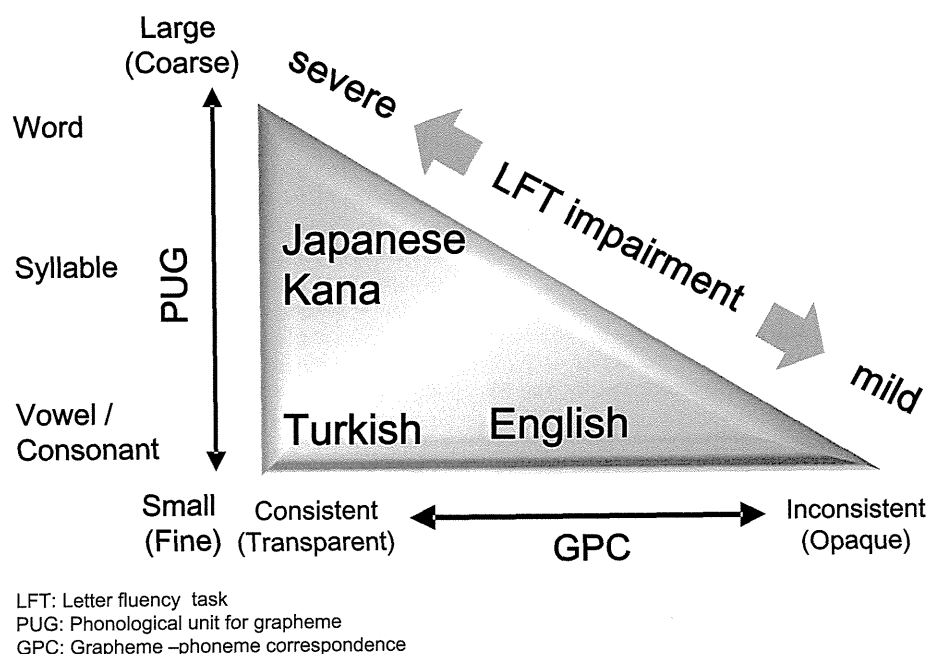 Large
(Coarse)
severe
Word
LFT impairment
Japanese
Kana
Syllable
PUG
mild
Vowel /
Consonant
Turkish
English
Small
(Fine)
Consistent
(Transparent)
GPC
Inconsistent
(Opaque)
LFT: Letter fluency task
PUG: Phonological unit for grapheme
GPC: Grapheme –phoneme correspondence